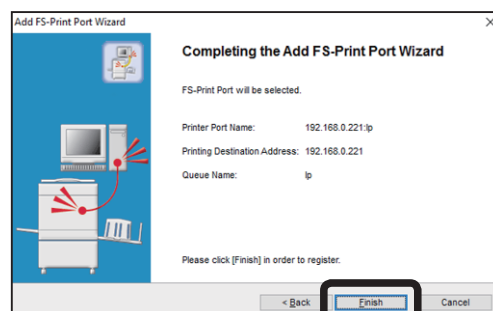 Add FS-Print Port Wizard
Completing the Add FS-Print Port Wizard
FS-Print Port will be selected.
Printer Port Name: 192.168.0.221:lp
Printing Destination Address: 192.168.0.221
Queue Name: lp
Please click [Finish] in order to register.
< Back Finish Cancel